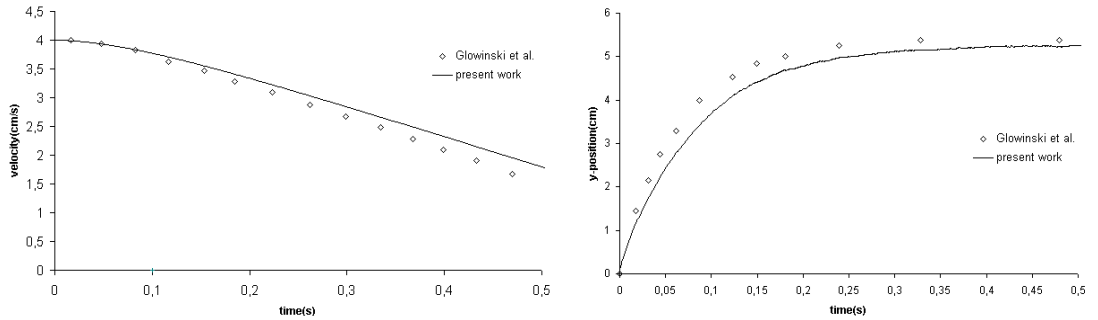 4,5
4
3,5
3
2,5
2
1,5
1
0,5
0
velocity(cm/s)
0 0,1 0,2 0,3 0,4 0,5
time(s)
Glowinski et al.
present work
6
5
4
3
2
1
0
y-position(cm)
0 0,05 0,1 0,15 0,2 0,25 0,3 0,35 0,4 0,45 0,5
time(s)
Glowinski et al.
present work